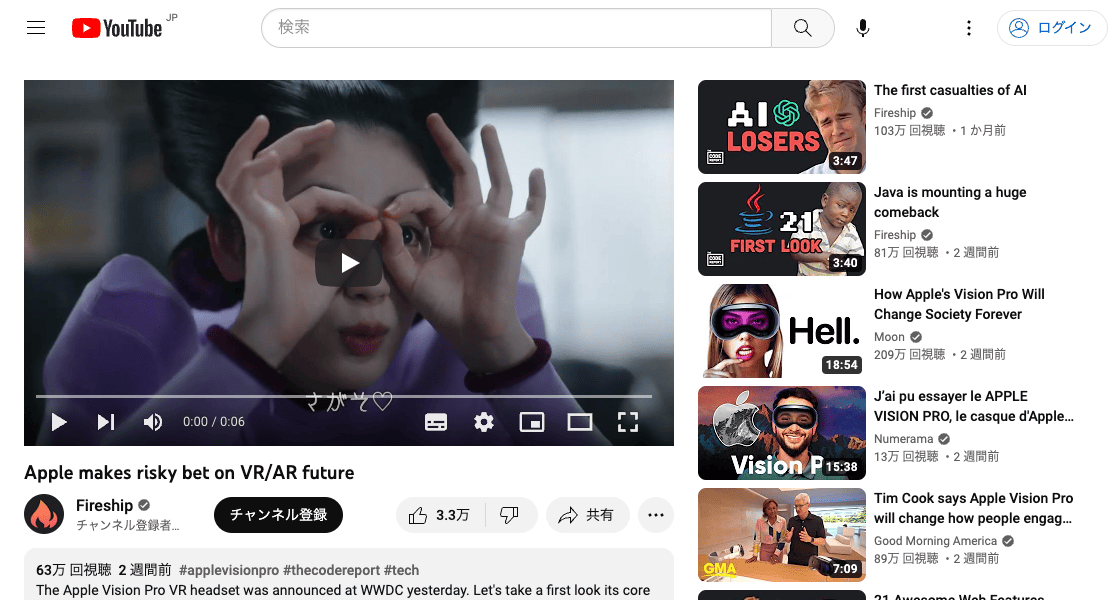 YouTube JP
検索
ログイン
さがそ♡
0:00 / 0:06
Apple makes risky bet on VR/AR future
Fireship
チャンネル登録者…
チャンネル登録
3.3万
共有
63万 回視聴 2 週間前 #applevisionpro #thecodereport #tech
The Apple Vision Pro VR headset was announced at WWDC yesterday. Let's take a first look its core
AI
LOSERS
THE CODE REPORT
3:47
The first casualties of AI
Fireship
103万 回視聴 ・1 か月前
21
FIRST LOOK
THE CODE REPORT
3:40
Java is mounting a huge
comeback
Fireship
81万 回視聴 ・2 週間前
Hell.
18:54
How Apple's Vision Pro Will
Change Society Forever
Moon
209万 回視聴 ・2 週間前
Vision P
15:38
J'ai pu essayer le APPLE
VISION PRO, le casque d'Apple…
Numerama
13万 回視聴 ・2 週間前
GMA
7:09
Tim Cook says Apple Vision Pro
will change how people engag…
Good Morning America
89万 回視聴 ・2 週間前
21 Awesome Web Features